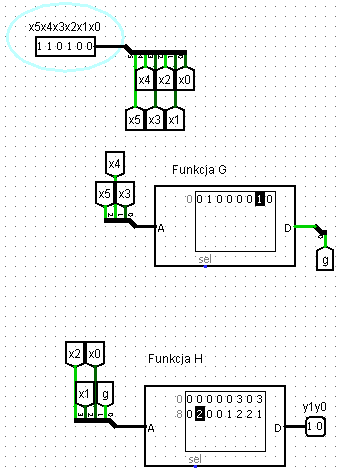 x5x4x3x2x1x0
1 1 0 1 0 0
x4 x2 x0
x5 x3 x1
x4
x5 x3
Funkcja G
0 0 1 0 0 0 0 1 0
A D
sel
g
x2 x0
x1 g
Funkcja H
0 0 0 0 0 0 3 0 3
8 0 2 0 0 1 2 2 1
A D
sel
y1y0
1 0